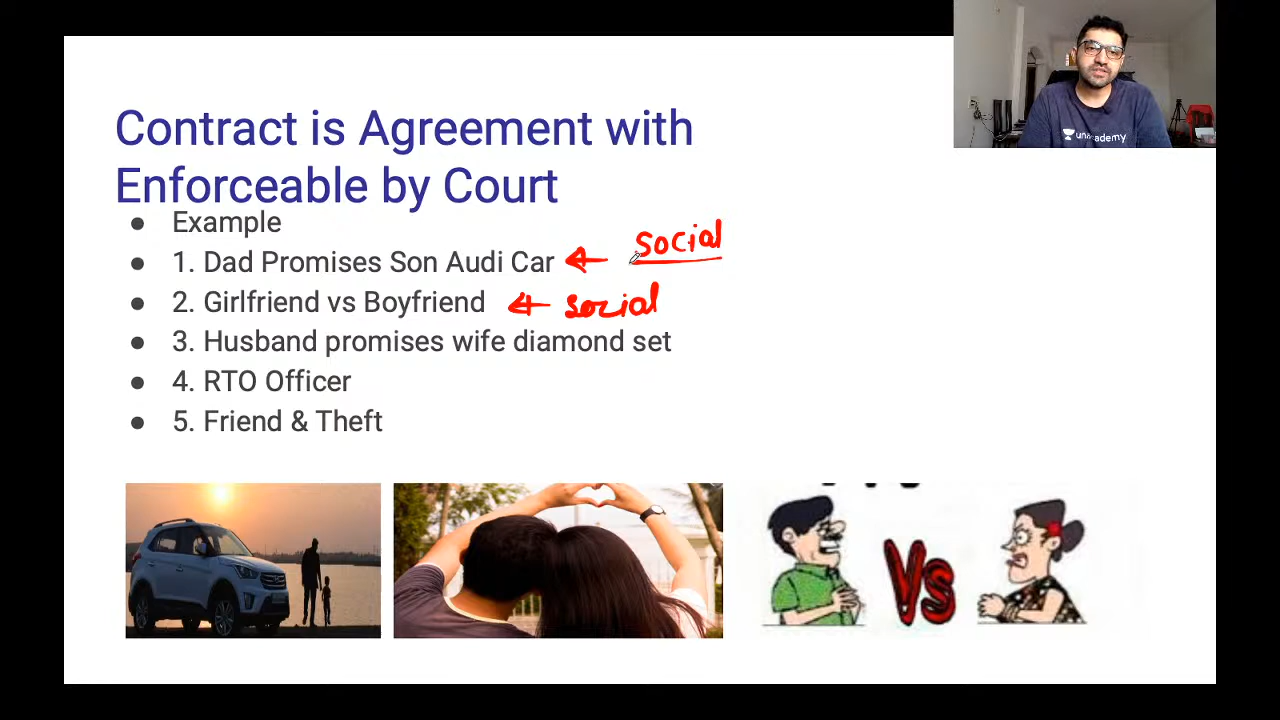 unacademy
Contract is Agreement with
Enforceable by Court
● Example
● 1. Dad Promises Son Audi Car ← social
● 2. Girlfriend vs Boyfriend ← social
● 3. Husband promises wife diamond set
● 4. RTO Officer
● 5. Friend & Theft
Vs